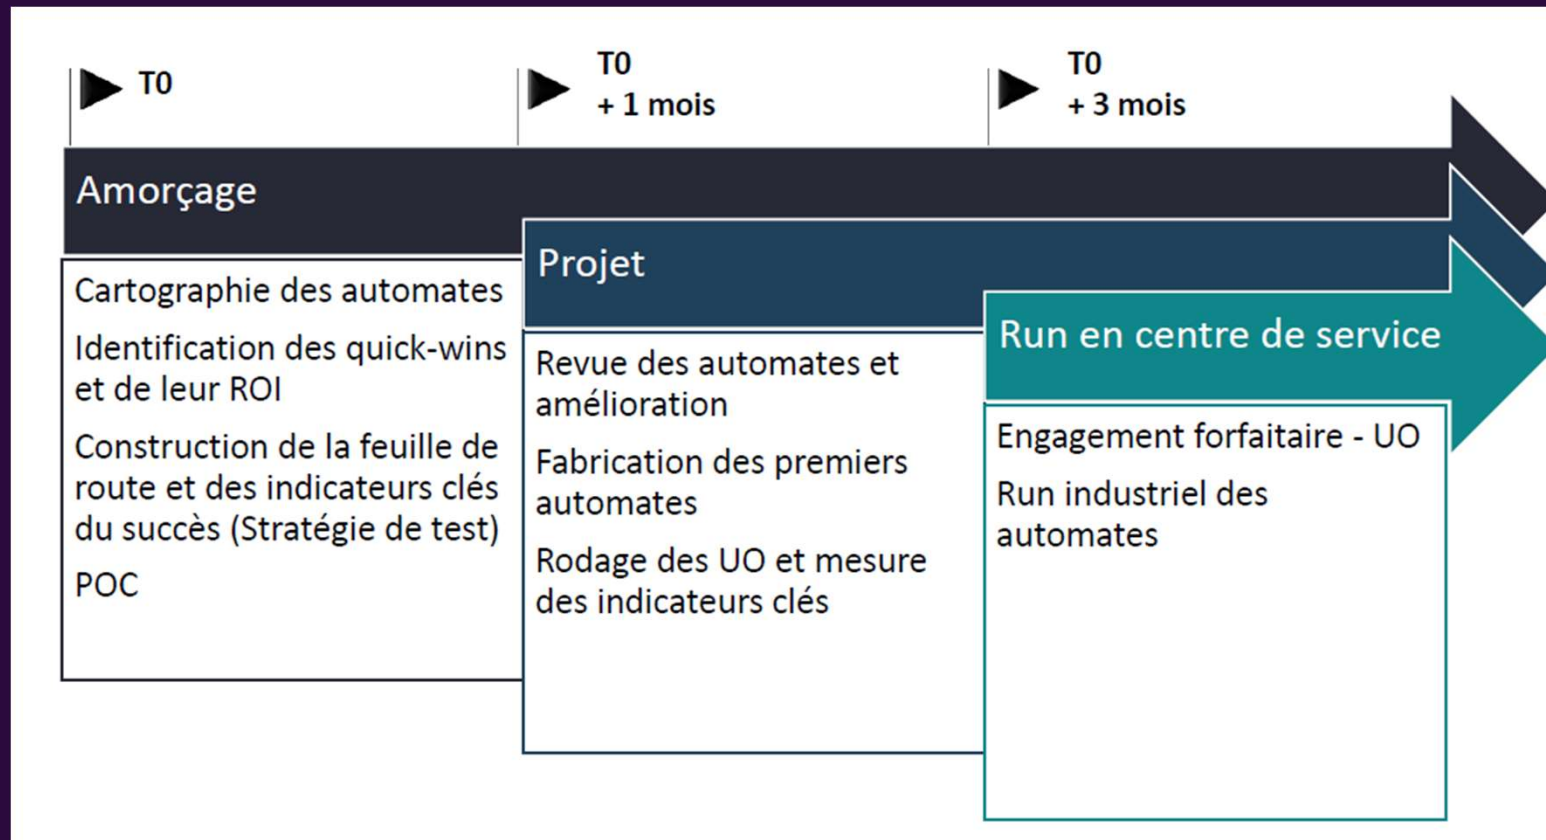 T0
T0
+ 1 mois
T0
+ 3 mois
Amorçage
Cartographie des automates
Identification des quick-wins
et de leur ROI
Construction de la feuille de
route et des indicateurs clés
du succès (Stratégie de test)
POC
Projet
Revue des automates et
amélioration
Fabrication des premiers
automates
Rodage des UO et mesure
des indicateurs clés
Run en centre de service
Engagement forfaitaire - UO
Run industriel des
automates